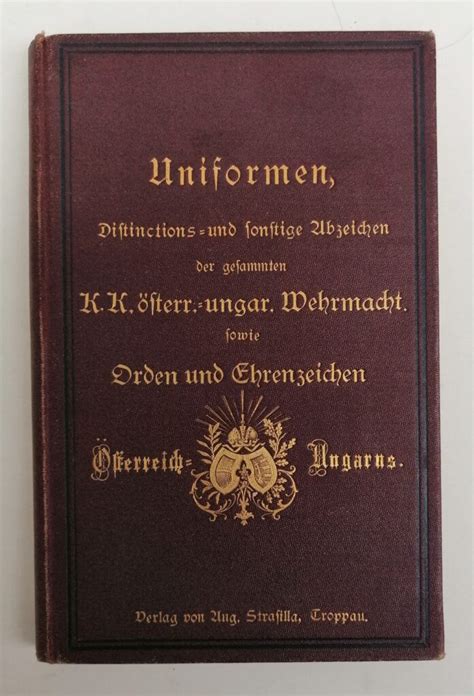 Uniformen,
Distinctions- und sonstige Abzeichen
der gesammten
K. K. österr.-ungar. Wehrmacht.
sowie
Orden und Ehrenzeichen
Österreich- Ungarns.
Verlag von Aug. Strasilla, Troppau.